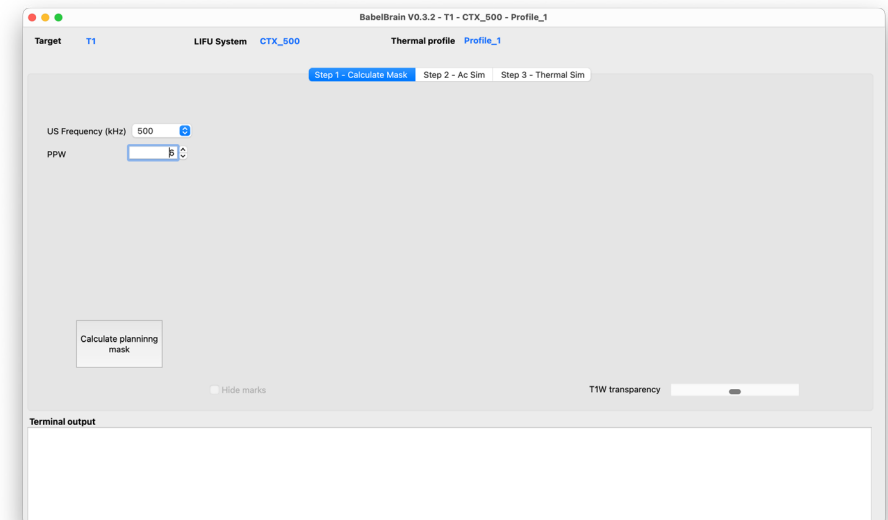 BabelBrain V0.3.2 - T1 - CTX_500 - Profile_1
Target T1 LIFU System CTX_500 Thermal profile Profile_1
Step 1 - Calculate Mask Step 2 - Ac Sim Step 3 - Thermal Sim
US Frequency (kHz) 500
PPW 6
Calculate planninng
mask
Hide marks T1W transparency
Terminal output